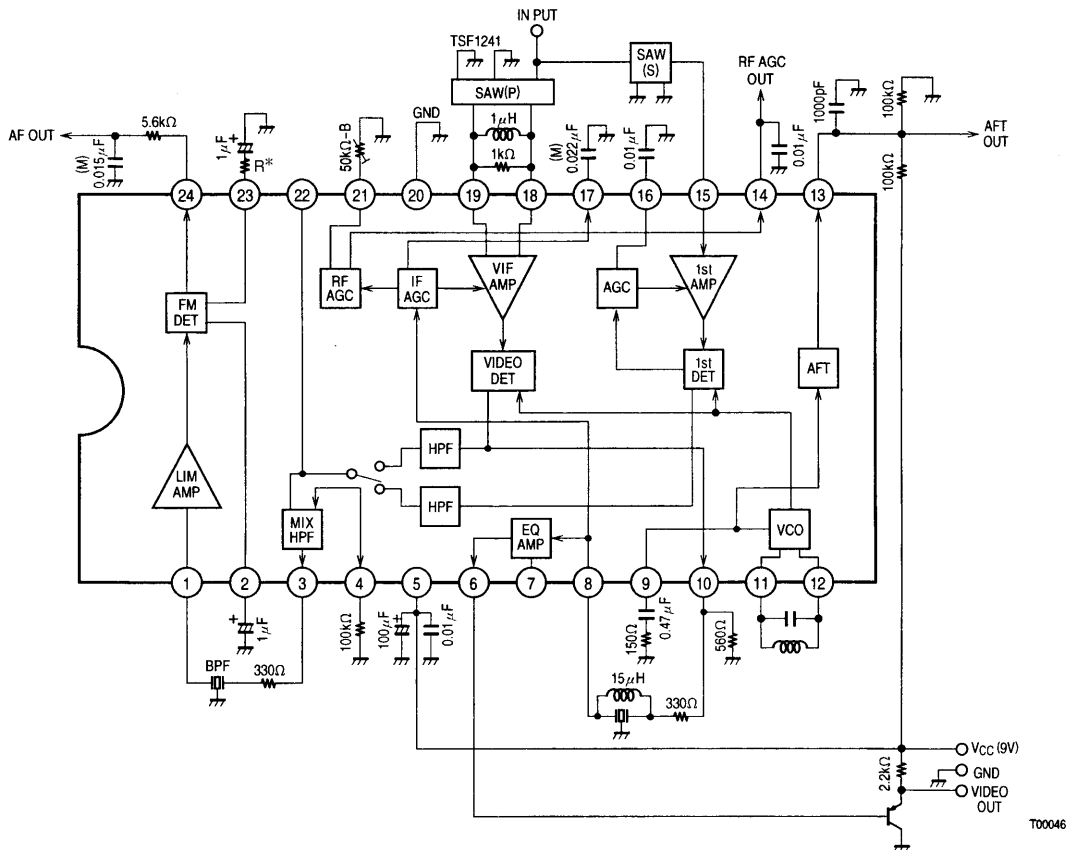 IN PUT
TSF1241
SAW(P)
SAW
(S)
RF AGC
OUT
1000pF
100kΩ
AF OUT
5.6kΩ
(M)
0.015μF
1μF
+
R*
50kΩ-B
GND
1μH
1kΩ
(M)
0.022μF
0.01μF
0.01μF
AFT
OUT
100kΩ
24
23
22
21
20
19
18
17
16
15
14
13
FM
DET
RF
AGC
IF
AGC
VIF
AMP
AGC
1st
AMP
VIDEO
DET
1st
DET
AFT
LIM
AMP
HPF
HPF
MIX
HPF
EQ
AMP
VCO
1
2
3
4
5
6
7
8
9
10
11
12
+
1μF
100kΩ
100μF
+
0.01μF
150Ω
0.47μF
560Ω
BPF
330Ω
15μH
330Ω
VCC (9V)
2.2kΩ
GND
VIDEO
OUT
T00046